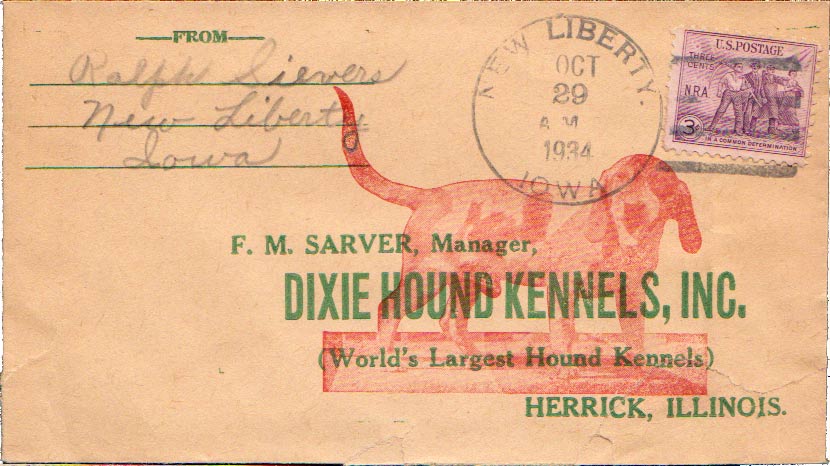 FROM
Ralph Sievers
New Liberty
Iowa
NEW LIBERTY.
OCT
29
A M
1934
IOWA
U.S. POSTAGE
THREE CENTS
NRA
3¢
IN A COMMON DETERMINATION
F. M. SARVER, Manager,
DIXIE HOUND KENNELS, INC.
(World's Largest Hound Kennels)
HERRICK, ILLINOIS.